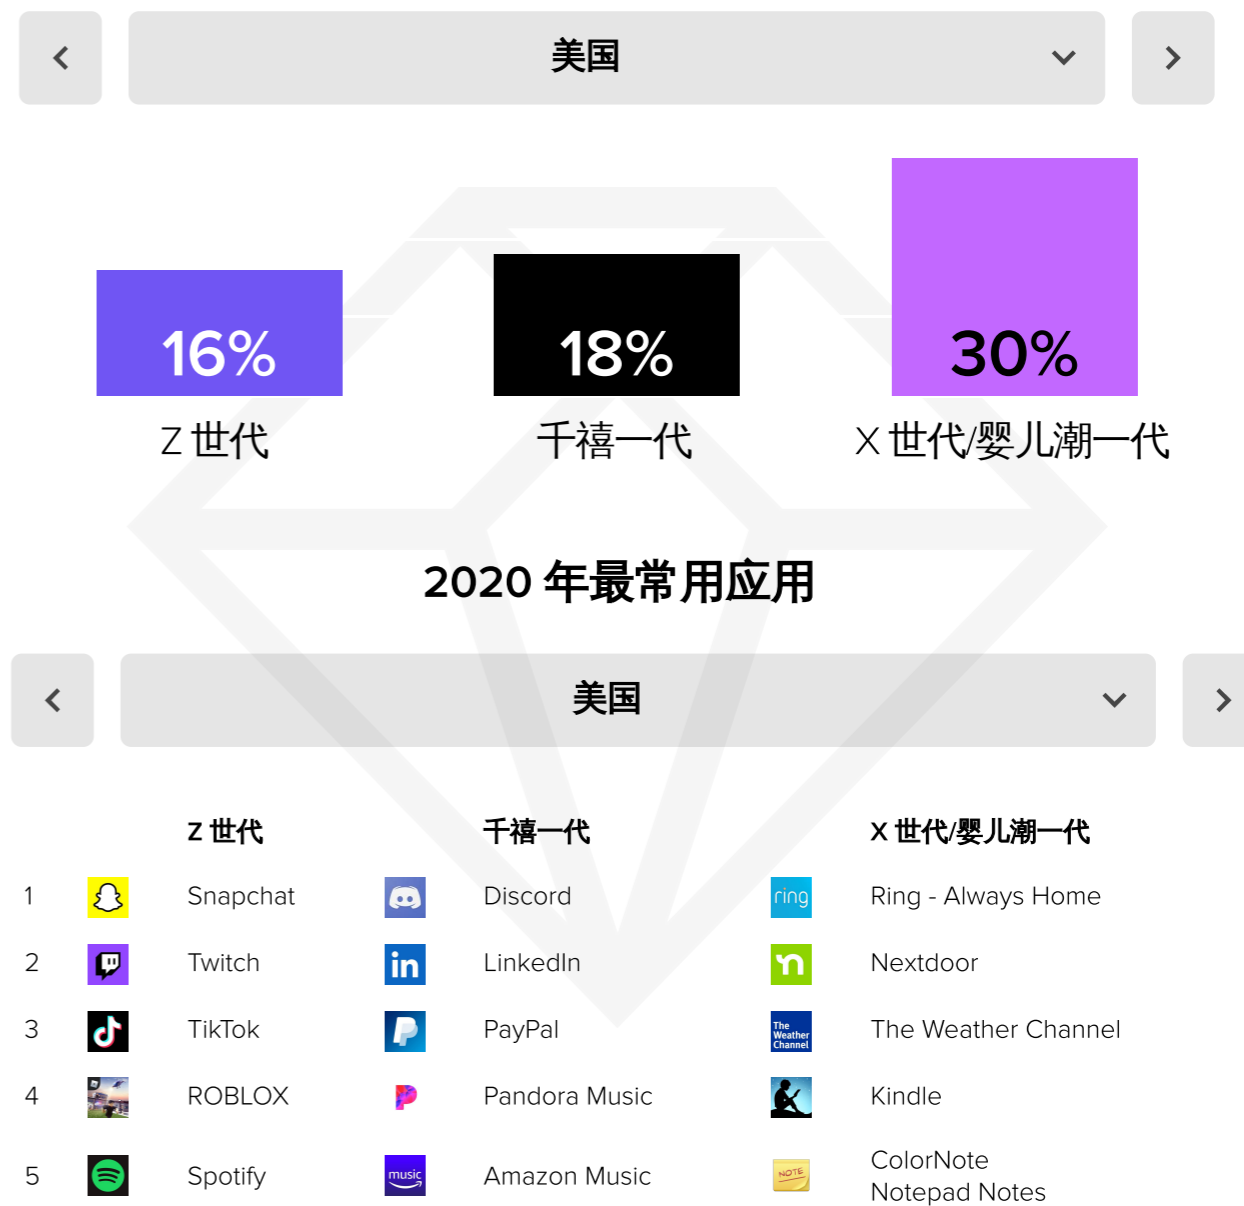 美国
16%
18%
30%
Z 世代
千禧一代
X 世代/婴儿潮一代
2020 年最常用应用
美国
Z 世代
千禧一代
X 世代/婴儿潮一代
1 Snapchat Discord ring Ring - Always Home
2 Twitch in LinkedIn Nextdoor
3 TikTok PayPal The Weather Channel The Weather Channel
4 ROBLOX Pandora Music Kindle
5 Spotify music Amazon Music NOTE ColorNote
Notepad Notes